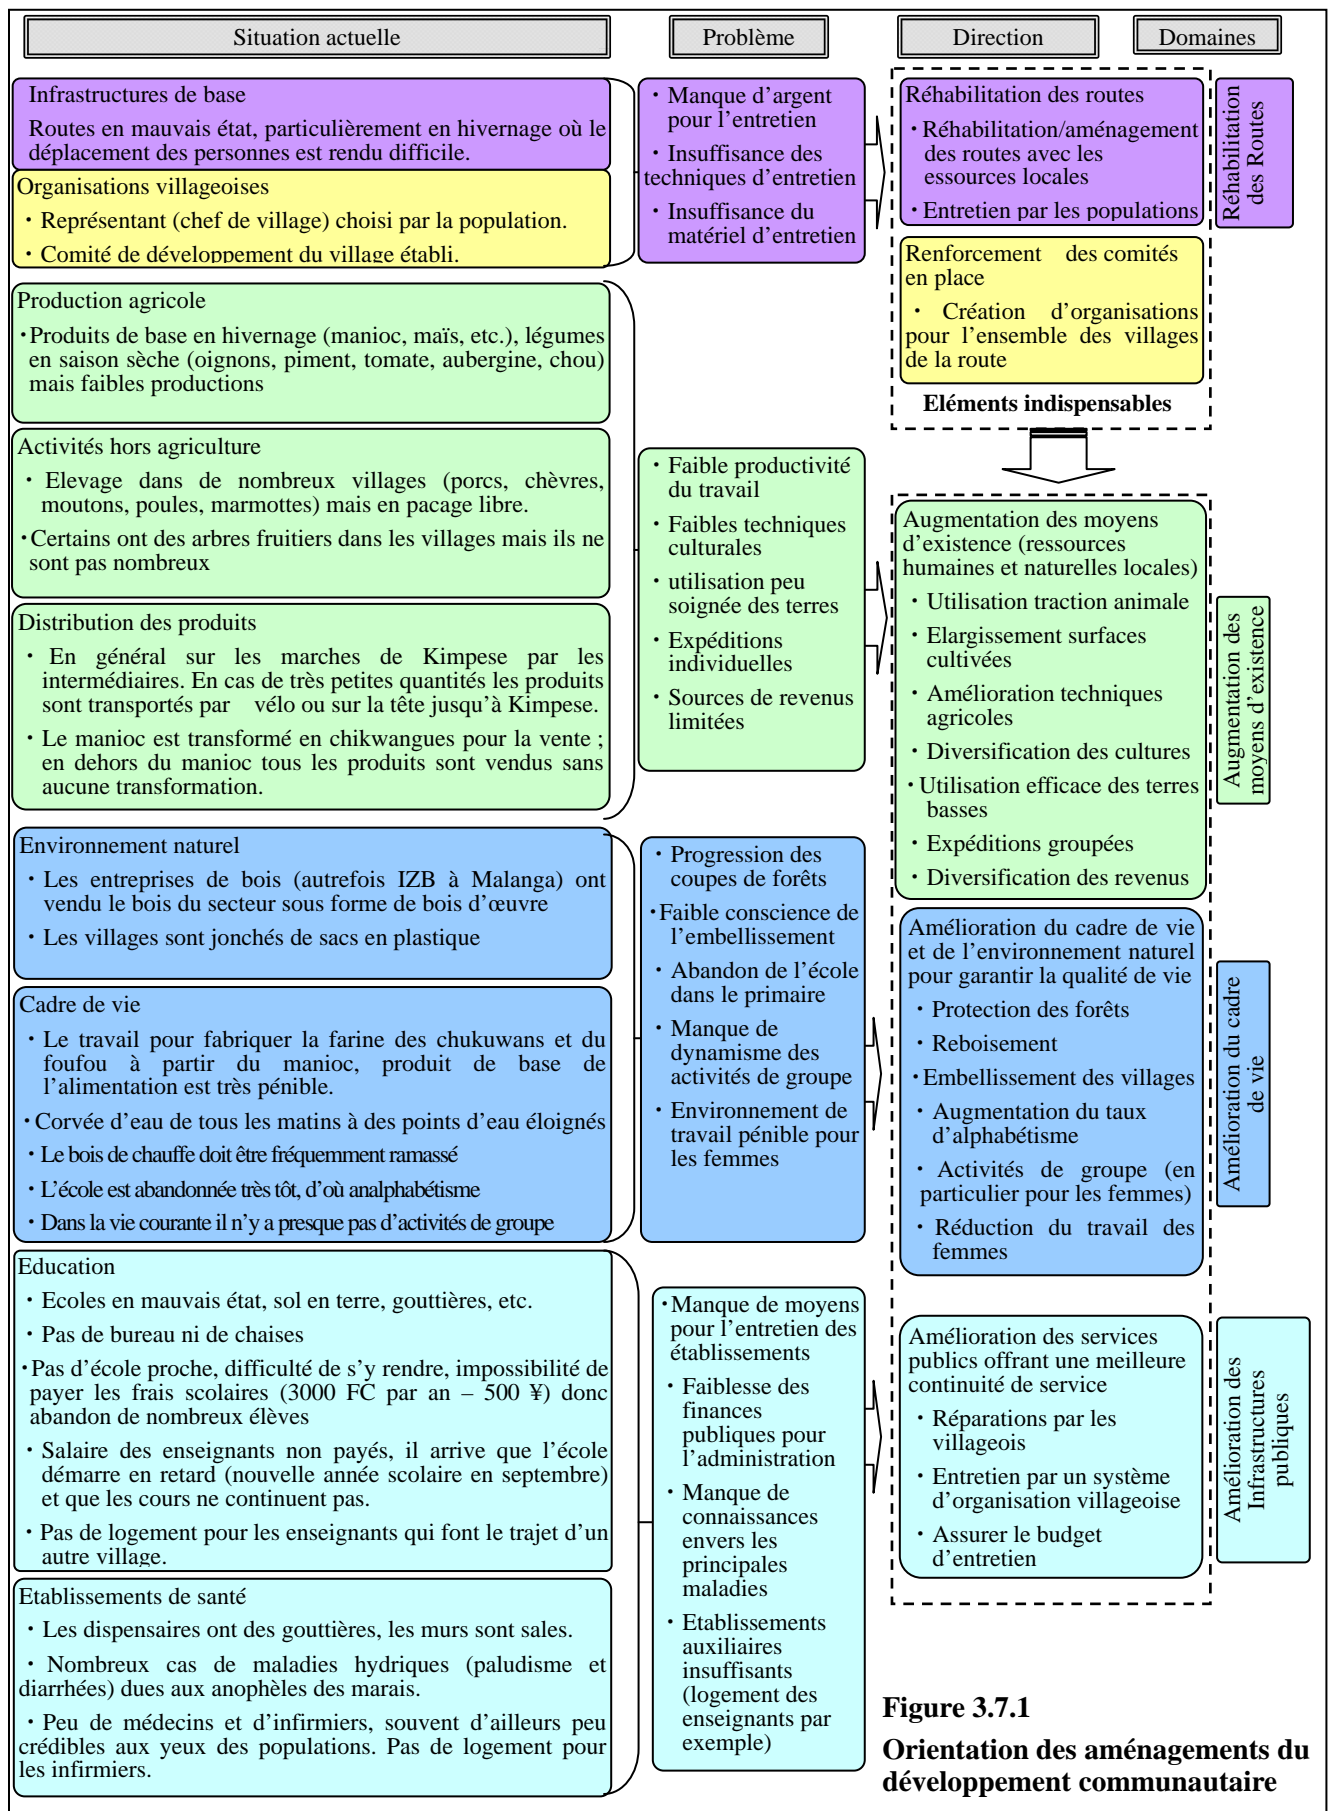 Situation actuelle
Problème
Direction
Domaines
Infrastructures de base
Routes en mauvais état, particulièrement en hivernage où le
déplacement des personnes est rendu difficile.
Organisations villageoises
・Représentant (chef de village) choisi par la population.
・Comité de développement du village établi.
・Manque d'argent
pour l'entretien
・Insuffisance des
techniques d'entretien
・Insuffisance du
matériel d'entretien
Réhabilitation des routes
・Réhabilitation/aménagement
des routes avec les
essources locales
・Entretien par les populations
Réhabilitation
des Routes
Renforcement des comités
en place
・Création d'organisations
pour l'ensemble des villages
de la route
Eléments indispensables
Production agricole
・Produits de base en hivernage (manioc, maïs, etc.), légumes
en saison sèche (oignons, piment, tomate, aubergine, chou)
mais faibles productions
Activités hors agriculture
・Elevage dans de nombreux villages (porcs, chèvres,
moutons, poules, marmottes) mais en pacage libre.
・Certains ont des arbres fruitiers dans les villages mais ils ne
sont pas nombreux
Distribution des produits
・En général sur les marches de Kimpese par les
intermédiaires. En cas de très petites quantités les produits
sont transportés par vélo ou sur la tête jusqu'à Kimpese.
・Le manioc est transformé en chikwangues pour la vente ;
en dehors du manioc tous les produits sont vendus sans
aucune transformation.
・Faible productivité
du travail
・Faibles techniques
culturales
・utilisation peu
soignée des terres
・Expéditions
individuelles
・Sources de revenus
limitées
Augmentation des moyens
d'existence (ressources
humaines et naturelles locales)
・Utilisation traction animale
・Elargissement surfaces
cultivées
・Amélioration techniques
agricoles
・Diversification des cultures
・Utilisation efficace des terres
basses
・Expéditions groupées
・Diversification des revenus
Augmentation des
moyens d'existence
Environnement naturel
・Les entreprises de bois (autrefois IZB à Malanga) ont
vendu le bois du secteur sous forme de bois d'œuvre
・Les villages sont jonchés de sacs en plastique
Cadre de vie
・Le travail pour fabriquer la farine des chukuwans et du
foufou à partir du manioc, produit de base de
l'alimentation est très pénible.
・Corvée d'eau de tous les matins à des points d'eau éloignés
・Le bois de chauffe doit être fréquemment ramassé
・L'école est abandonnée très tôt, d'où analphabétisme
・Dans la vie courante il n'y a presque pas d'activités de groupe
・Progression des
coupes de forêts
・Faible conscience de
l'embellissement
・Abandon de l'école
dans le primaire
・Manque de
dynamisme des
activités de groupe
・Environnement de
travail pénible pour
les femmes
Amélioration du cadre de vie
et de l'environnement naturel
pour garantir la qualité de vie
・Protection des forêts
・Reboisement
・Embellissement des villages
・Augmentation du taux
d'alphabétisme
・Activités de groupe (en
particulier pour les femmes)
・Réduction du travail des
femmes
Amélioration du cadre
de vie
Education
・Ecoles en mauvais état, sol en terre, gouttières, etc.
・Pas de bureau ni de chaises
・Pas d'école proche, difficulté de s'y rendre, impossibilité de
payer les frais scolaires (3000 FC par an – 500 ¥) donc
abandon de nombreux élèves
・Salaire des enseignants non payés, il arrive que l'école
démarre en retard (nouvelle année scolaire en septembre)
et que les cours ne continuent pas.
・Pas de logement pour les enseignants qui font le trajet d'un
autre village.
Etablissements de santé
・Les dispensaires ont des gouttières, les murs sont sales.
・Nombreux cas de maladies hydriques (paludisme et
diarrhées) dues aux anophèles des marais.
・Peu de médecins et d'infirmiers, souvent d'ailleurs peu
crédibles aux yeux des populations. Pas de logement pour
les infirmiers.
・Manque de moyens
pour l'entretien des
établissements
・Faiblesse des
finances
publiques pour
l'administration
・Manque de
connaissances
envers les
principales
maladies
・Etablissements
auxiliaires
insuffisants
(logement des
enseignants par
exemple)
Amélioration des services
publics offrant une meilleure
continuité de service
・Réparations par les
villageois
・Entretien par un système
d'organisation villageoise
・Assurer le budget
d'entretien
Amélioration des
Infrastructures
publiques
Figure 3.7.1
Orientation des aménagements du
développement communautaire